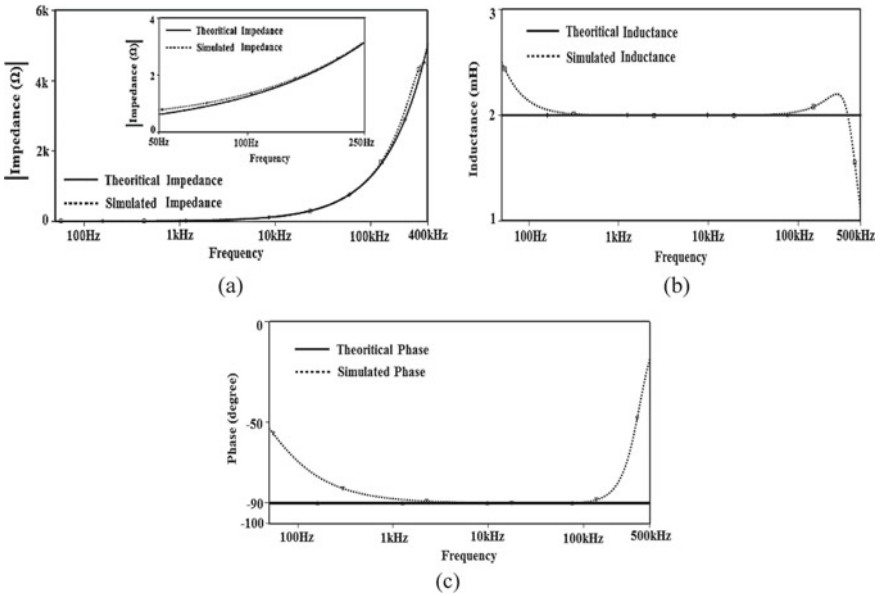 6k
4k
2k
0
|Impedance (Ω)|
4
2
0
|Impedance (Ω)|
Theoritical Impedance
Simulated Impedance
50Hz 100Hz 250Hz
Frequency
Theoritical Impedance
Simulated Impedance
100Hz 1kHz 10kHz 100kHz 400kHz
Frequency
(a)
3
2
1
Inductance (mH)
Theoritical Inductance
Simulated Inductance
100Hz 1kHz 10kHz 100kHz 500kHz
Frequency
(b)
0
-50
-90
-100
Phase (degree)
Theoritical Phase
Simulated Phase
100Hz 1kHz 10kHz 100kHz 500kHz
Frequency
(c)